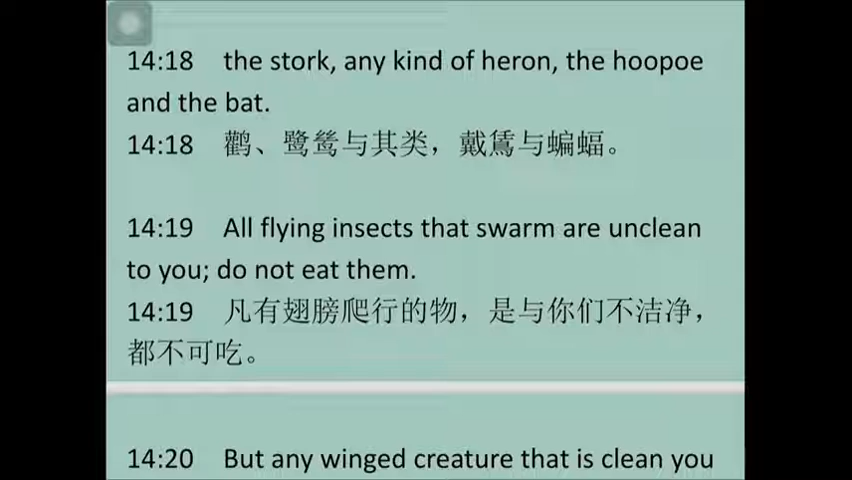 14:18 the stork, any kind of heron, the hoopoe
and the bat.
14:18 鹳、鹭鸶与其类，戴鵀与蝙蝠。
14:19 All flying insects that swarm are unclean
to you; do not eat them.
14:19 凡有翅膀爬行的物，是与你们不洁净，
都不可吃。
14:20 But any winged creature that is clean you